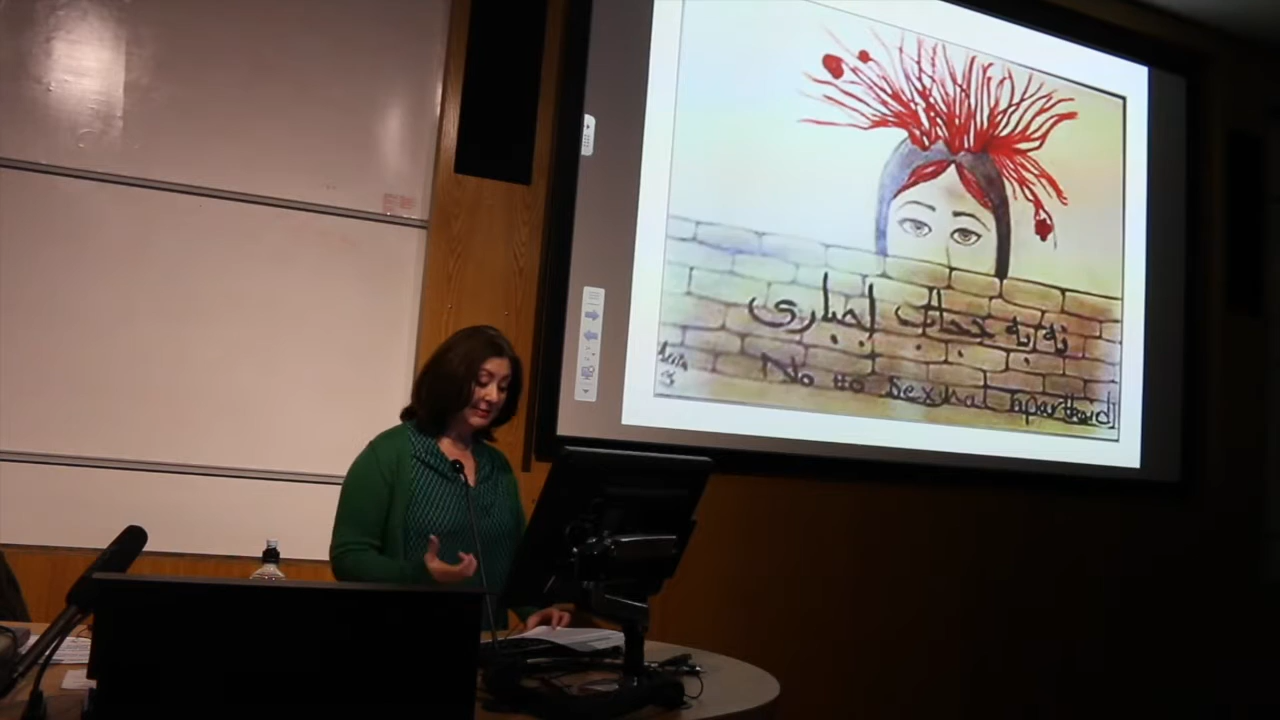 نه به حجاب اجباری
No to Sexual Apartheid